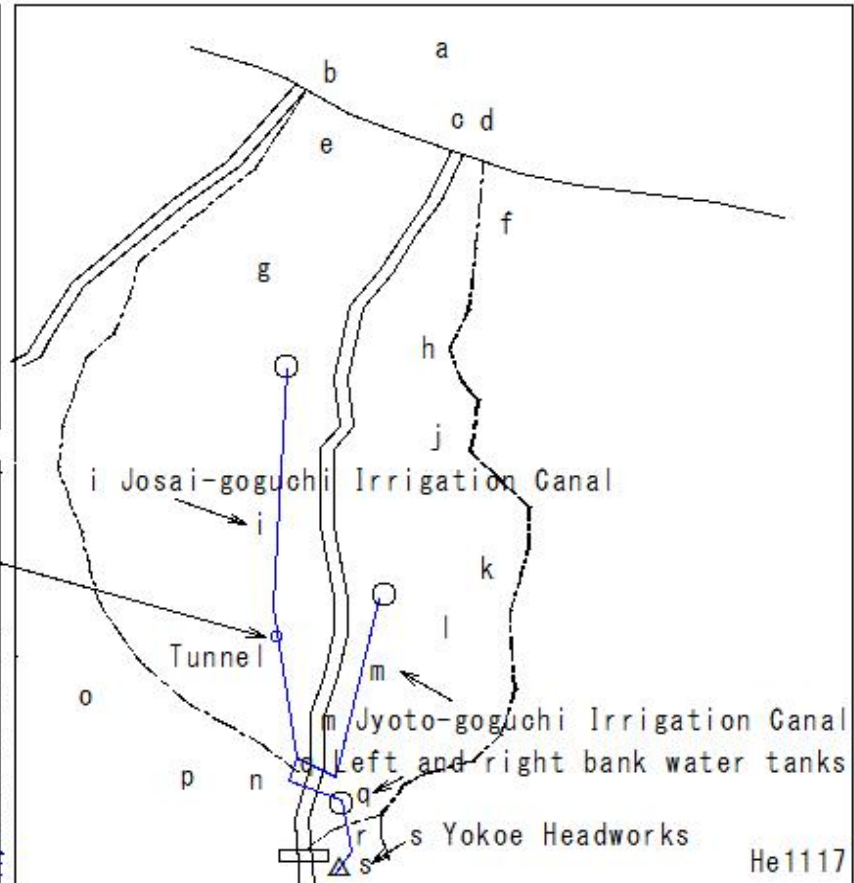 a
b
c d
e
f
g
h
j
i Josai-goguchi Irrigation Canal
i
k
l
Tunnel
m
o
m Jyoto-goguchi Irrigation Canal
q Left and right bank water tanks
p
n
q
r
s Yokoe Headworks
s
He1117